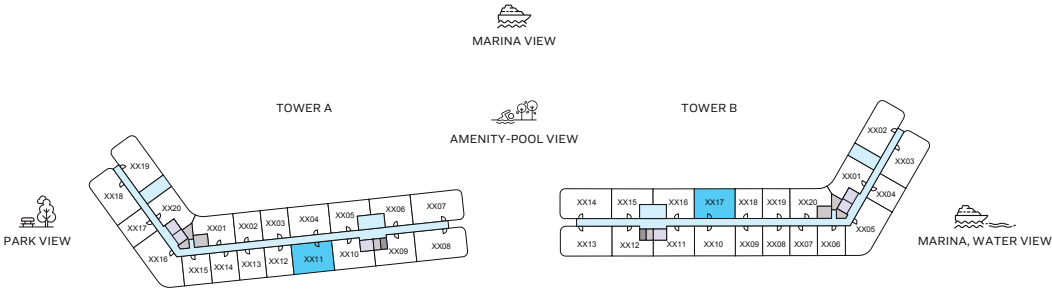 MARINA VIEW
TOWER A
TOWER B
AMENITY-POOL VIEW
PARK VIEW
MARINA, WATER VIEW
XX19
XX18
XX20
XX17
XX16
XX01
XX02
XX03
XX04
XX05
XX06
XX07
XX15
XX14
XX13
XX12
XX11
XX10
XX09
XX08
XX02
XX03
XX01
XX04
XX14
XX15
XX16
XX17
XX18
XX19
XX20
XX05
XX13
XX12
XX11
XX10
XX09
XX08
XX07
XX06